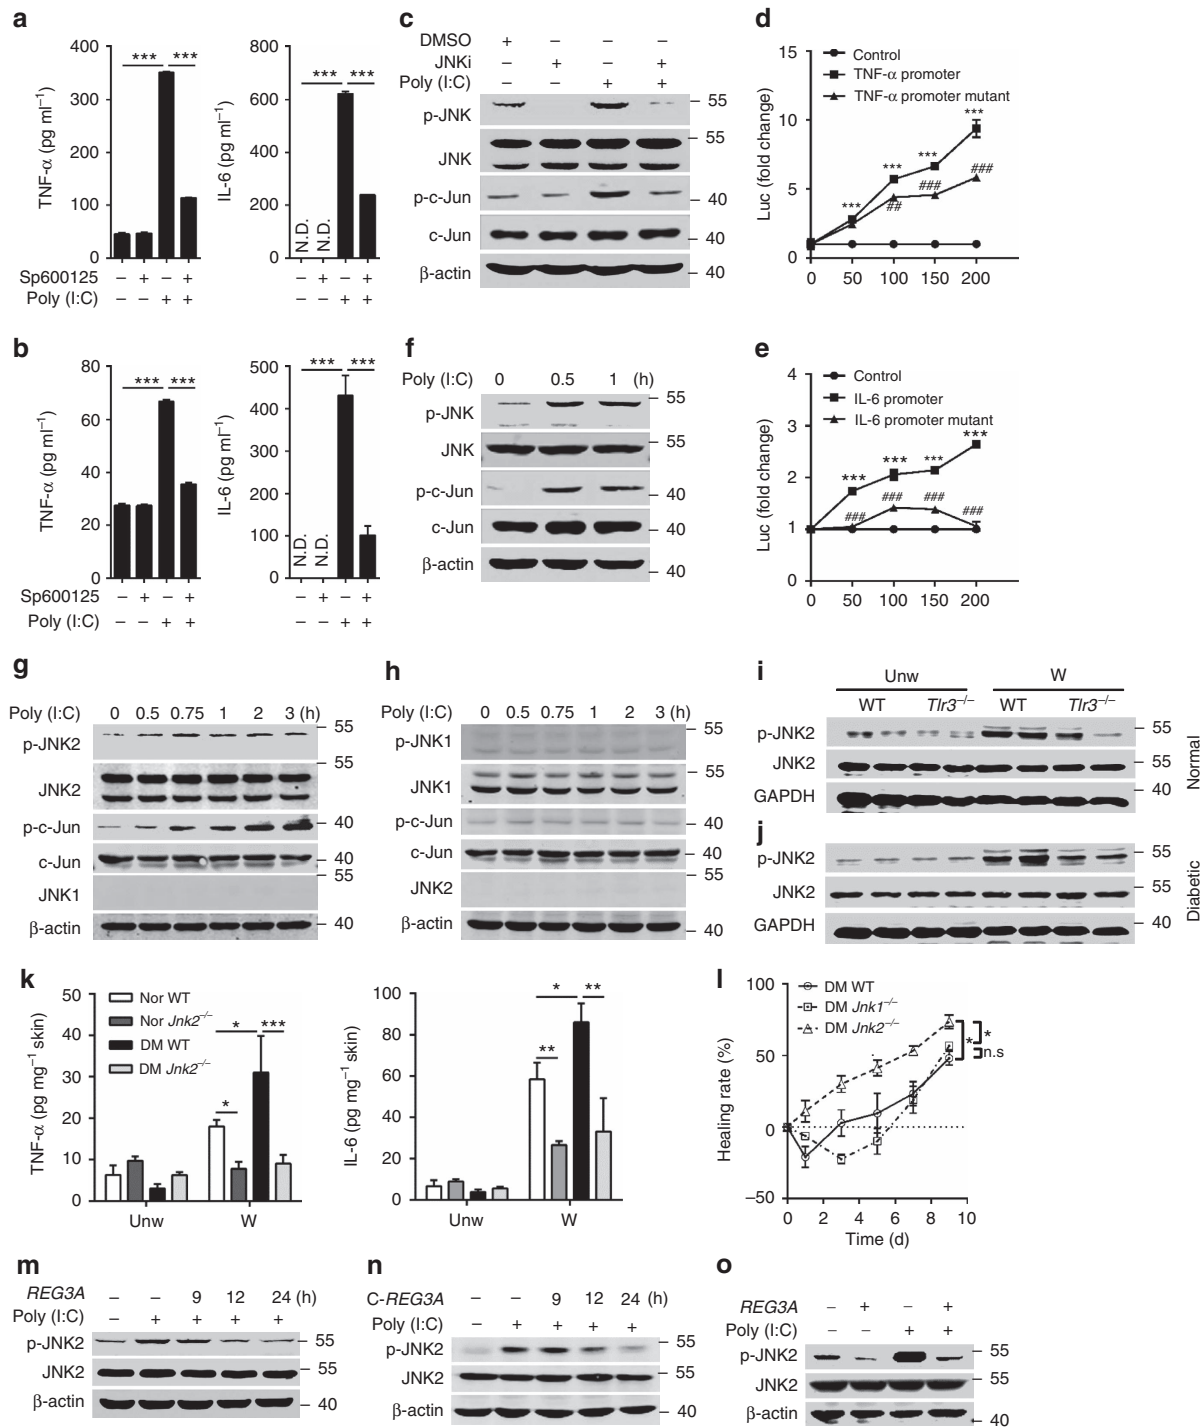 a
TNF-α (pg ml⁻¹)
400
300
200
100
0
***
***
Sp600125 – + – +
Poly (I:C) – – + +
IL-6 (pg ml⁻¹)
800
600
400
200
0
***
***
N.D.
N.D.
– + – +
– – + +
b
TNF-α (pg ml⁻¹)
80
60
40
20
0
***
***
Sp600125 – + – +
Poly (I:C) – – + +
IL-6 (pg ml⁻¹)
500
400
300
200
100
0
***
***
N.D.
N.D.
– + – +
– – + +
c
DMSO + – – –
JNKi – + – +
Poly (I:C) – – + +
p-JNK 55
JNK 55
p-c-Jun 40
c-Jun 40
β-actin 40
d
Luc (fold change)
15
10
5
0
Control
TNF-α promoter
TNF-α promoter mutant
***
***
***
***
##
###
###
0 50 100 150 200
e
Luc (fold change)
4
3
2
1
0
Control
IL-6 promoter
IL-6 promoter mutant
***
***
***
***
###
###
###
###
0 50 100 150 200
f
Poly (I:C) 0 0.5 1 (h)
p-JNK 55
JNK 55
p-c-Jun 40
c-Jun 40
β-actin 40
g
Poly (I:C) 0 0.5 0.75 1 2 3 (h)
p-JNK2 55
JNK2 55
p-c-Jun 40
c-Jun 40
JNK1 55
β-actin 40
h
Poly (I:C) 0 0.5 0.75 1 2 3 (h)
p-JNK1 55
JNK1 55
p-c-Jun 40
c-Jun 40
JNK2 55
β-actin 40
i
Unw W
WT Tlr3⁻/⁻ WT Tlr3⁻/⁻
p-JNK2 55
JNK2 55
GAPDH 40
Normal
j
p-JNK2 55
JNK2 55
GAPDH 40
Diabetic
k
TNF-α (pg mg⁻¹ skin)
50
40
30
20
10
0
Nor WT
Nor Jnk2⁻/⁻
DM WT
DM Jnk2⁻/⁻
*
*
***
Unw W
IL-6 (pg mg⁻¹ skin)
100
80
60
40
20
0
*
**
**
Unw W
l
Healing rate (%)
100
50
0
–50
DM WT
DM Jnk1⁻/⁻
DM Jnk2⁻/⁻
*
*
n.s
0 2 4 6 8 10
Time (d)
m
REG3A – – 9 12 24 (h)
Poly (I:C) – + + + +
p-JNK2 55
JNK2 55
β-actin 40
n
C-REG3A – – 9 12 24 (h)
Poly (I:C) – + + + +
p-JNK2 55
JNK2 55
β-actin 40
o
REG3A – + – +
Poly (I:C) – – + +
p-JNK2 55
JNK2 55
β-actin 40